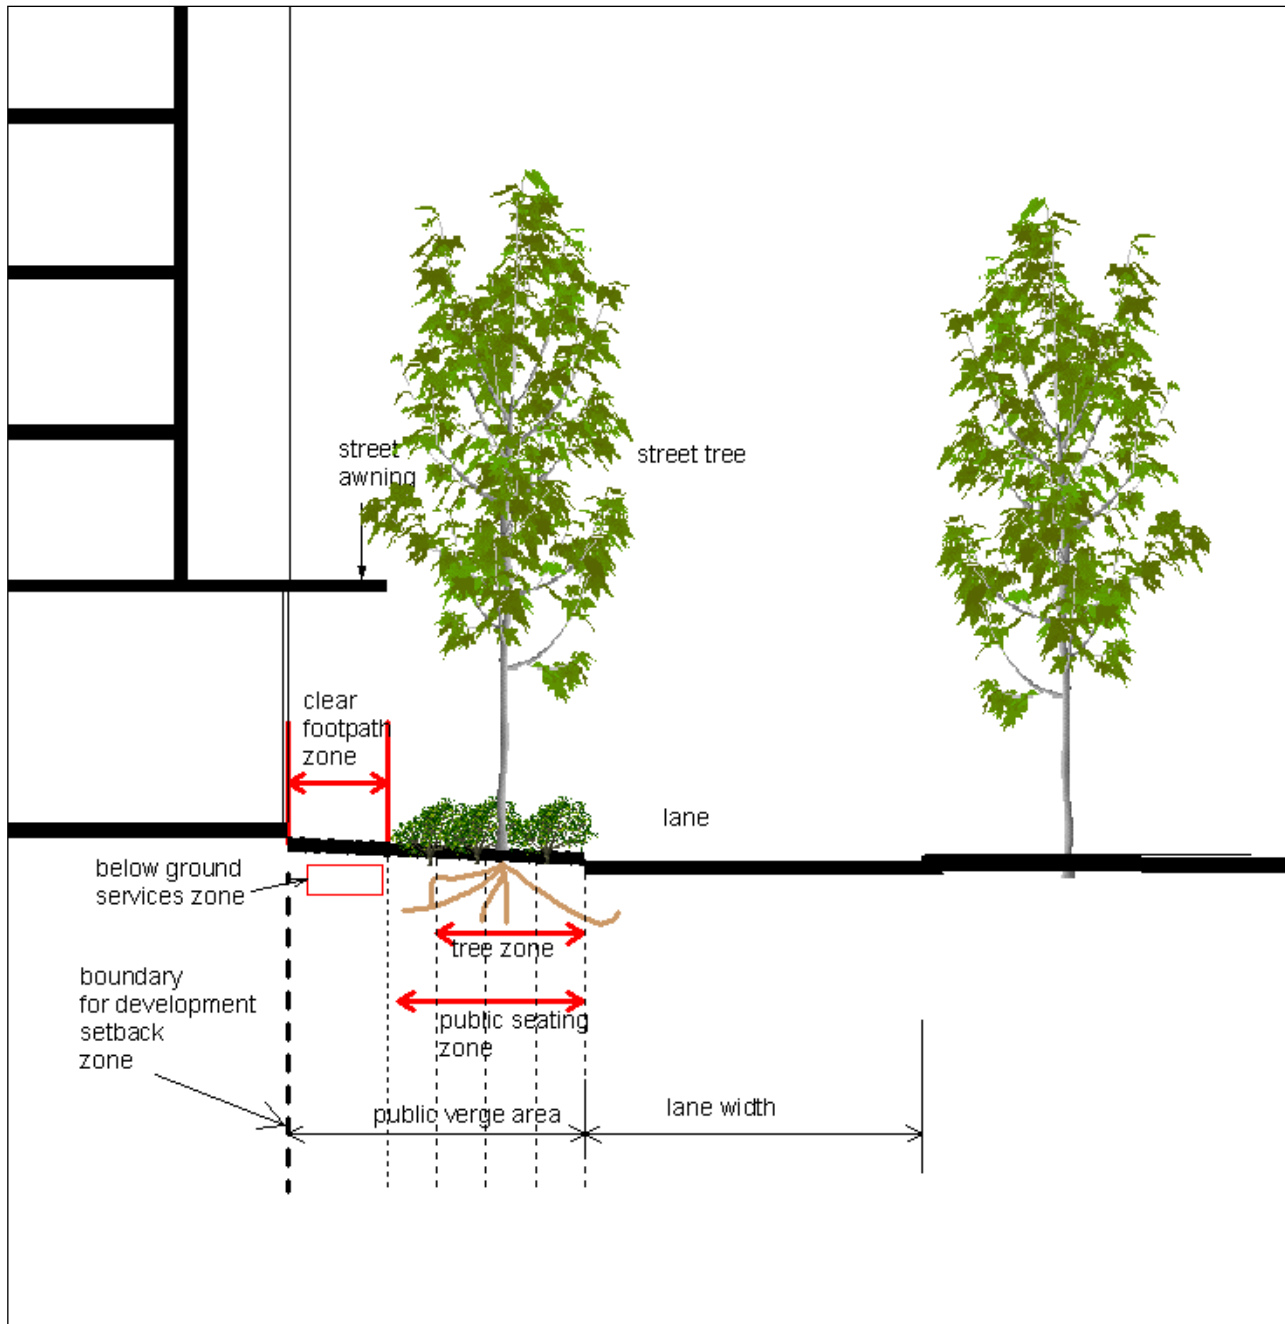 street
awning
street tree
clear
footpath
zone
lane
below ground
services zone
tree zone
boundary
for development
setback
zone
public seating
zone
public verge area
lane width